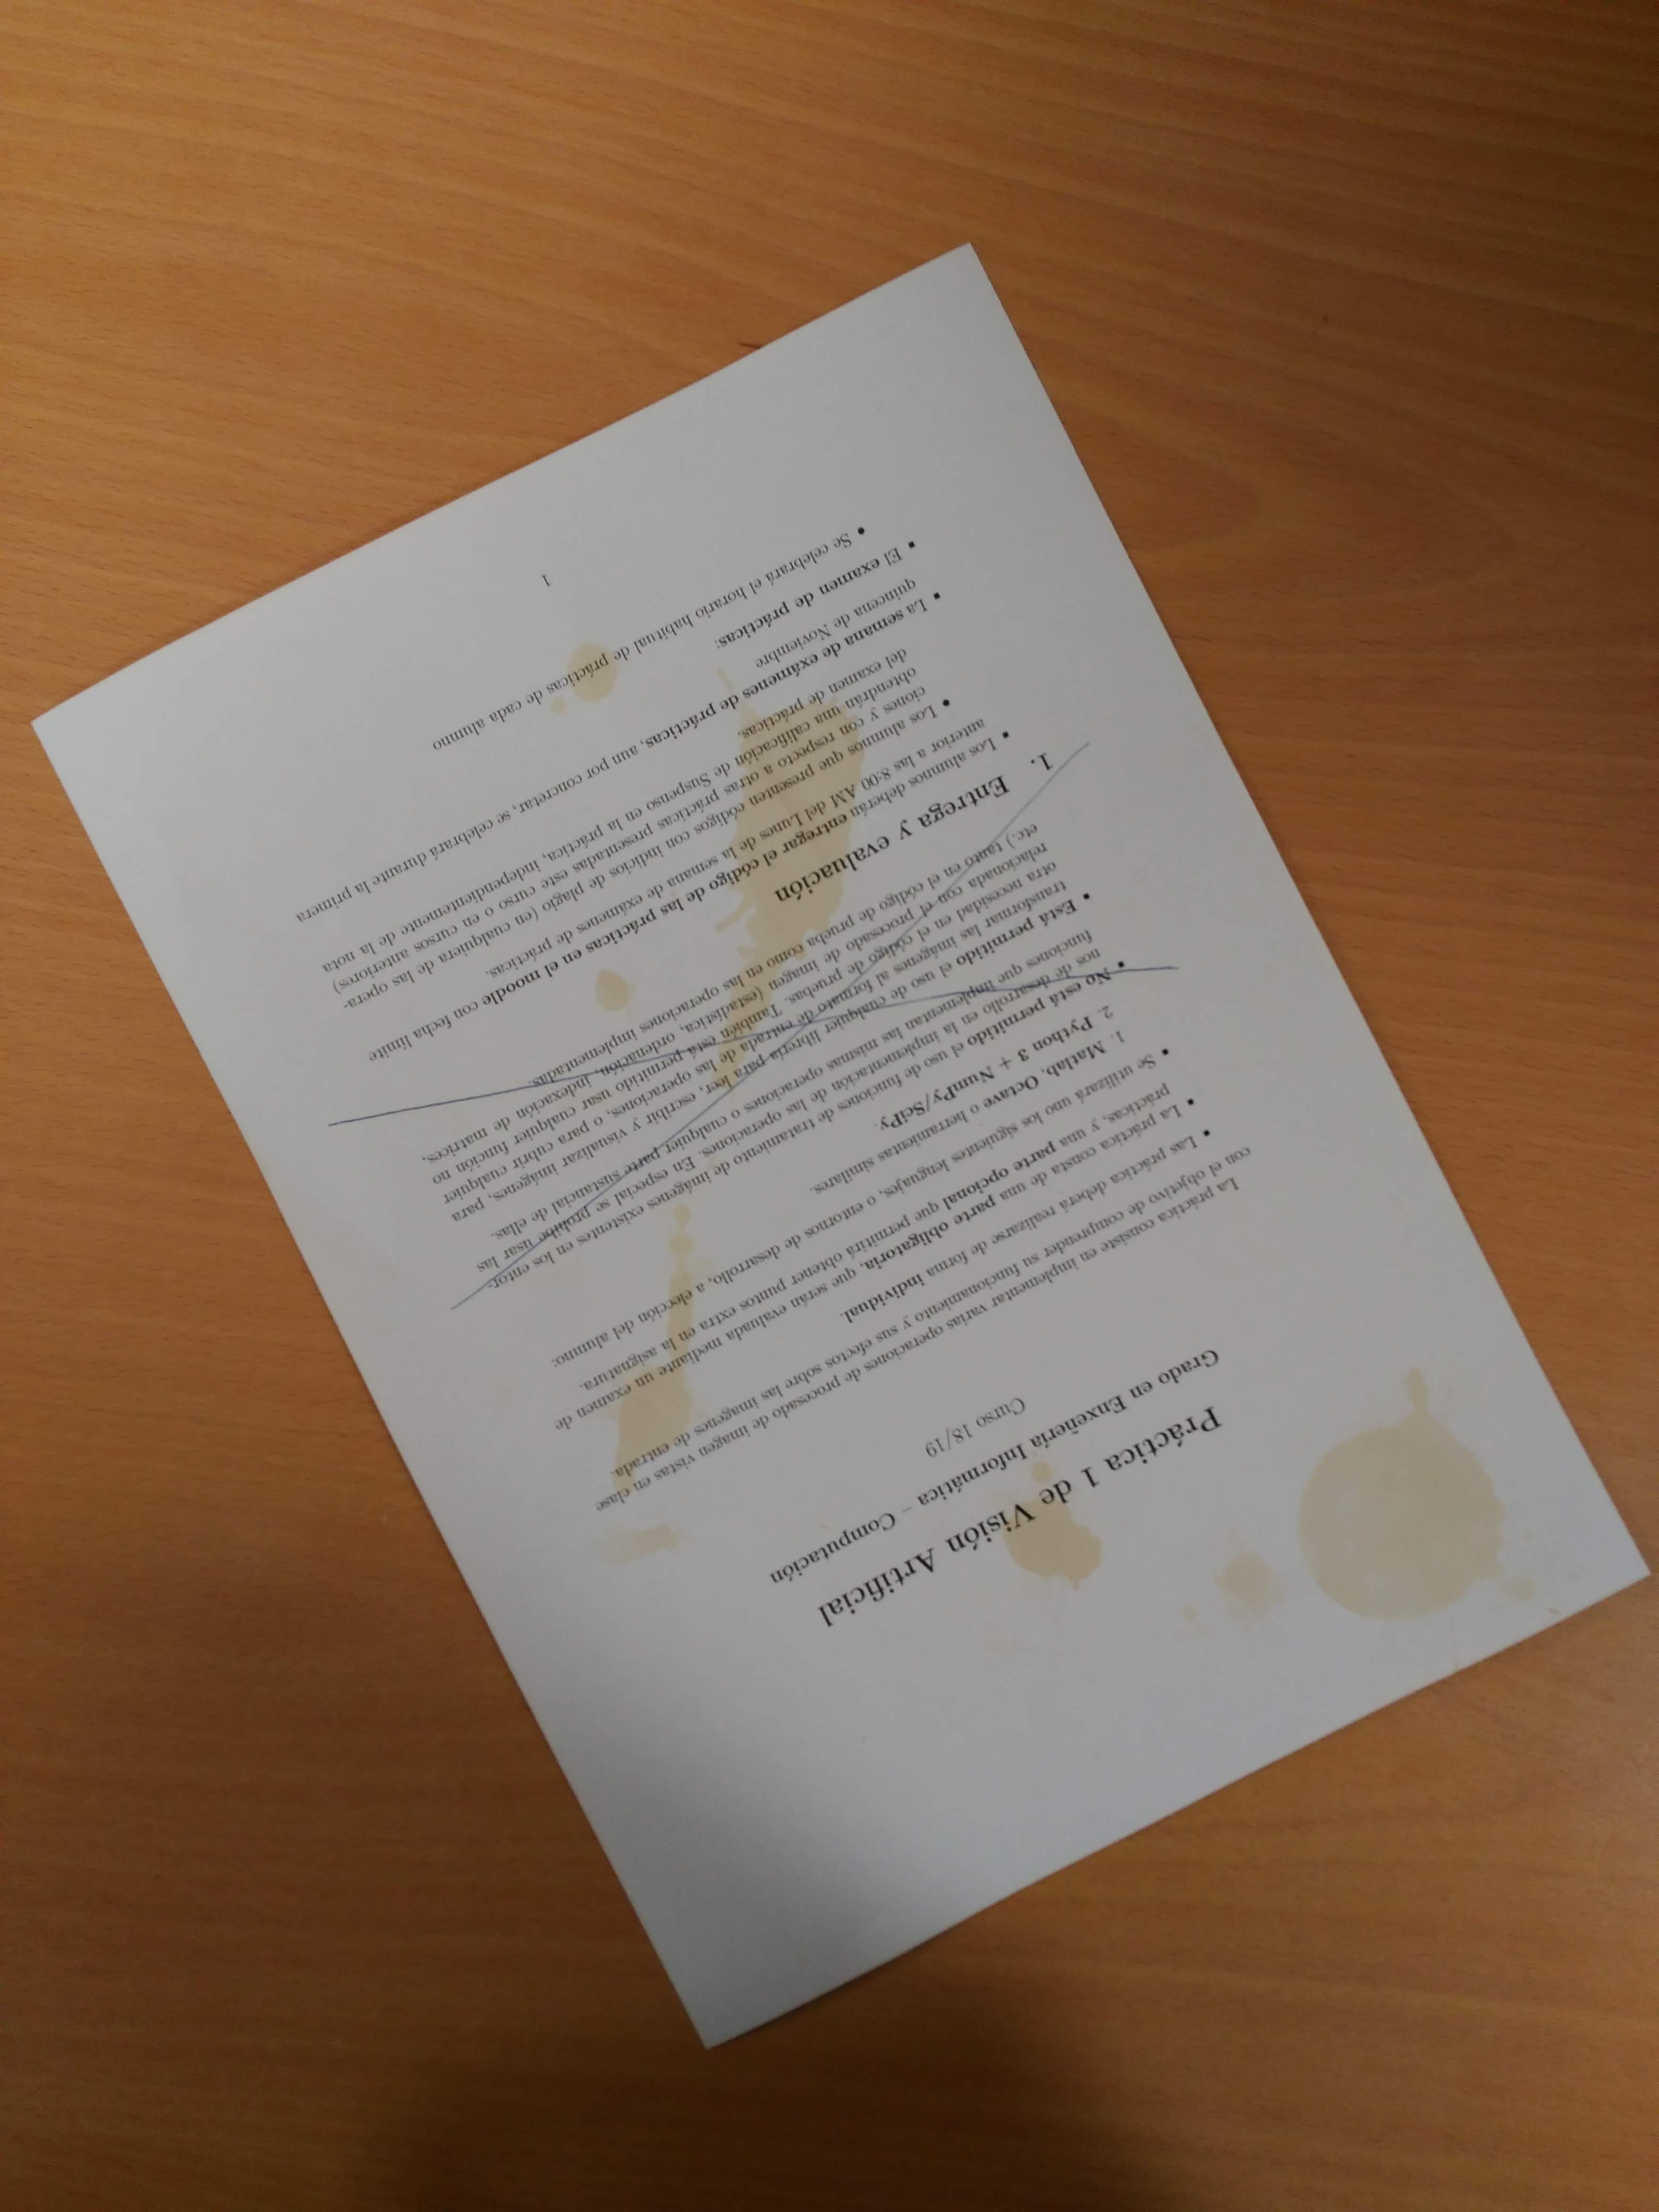 Práctica 1 de Visión Artificial
Grado en Enxeñería Informática – Computación
Curso 18/19
La práctica consiste en implementar varias operaciones de procesado de imagen vistas en clase
con el objetivo de comprender su funcionamiento y sus efectos sobre las imágenes de entrada.
▪ Las práctica deberá realizarse de forma individual.
▪ La práctica consta de una parte obligatoria, que serán evaluada mediante un examen de
prácticas, y una parte opcional que permitirá obtener puntos extra en la asignatura.
▪ Se utilizará uno los siguientes lenguajes, o entornos de desarrollo, a elección del alumno:
1. Matlab, Octave o herramientas similares.
2. Python 3 + NumPy/SciPy.
▪ No está permitido el uso de funciones de tratamiento de imágenes existentes en los entor-
nos de desarrollo en la implementación de las operaciones. En especial se prohíbe usar las
funciones que implementan las mismas operaciones o cualquier parte sustancial de ellas.
▪ Está permitido el uso de cualquier librería para leer, escribir y visualizar imágenes, para
transformar las imágenes al formato de entrada de las operaciones, o para cubrir cualquier
otra necesidad en el código de pruebas. También está permitido usar cualquier función no
relacionada con el procesado de imagen (estadística, ordenación, indexación de matrices,
etc.) tanto en el código de prueba como en las operaciones implementadas.
1. Entrega y evaluación
▪ Los alumnos deberán entregar el código de las prácticas en el moodle con fecha límite
anterior a las 8:00 AM del Lunes de la semana de exámenes de prácticas.
▪ Los alumnos que presenten códigos con indicios de plagio (en cualquiera de las opera-
ciones y con respecto a otras prácticas presentadas este curso o en cursos anteriores)
obtendrán una calificación de Suspenso en la práctica, independientemente de la nota
del examen de prácticas.
▪ La semana de exámenes de prácticas, aun por concretar, se celebrará durante la primera
quincena de Noviembre
▪ El examen de prácticas:
• Se celebrará el horario habitual de prácticas de cada alumno
1